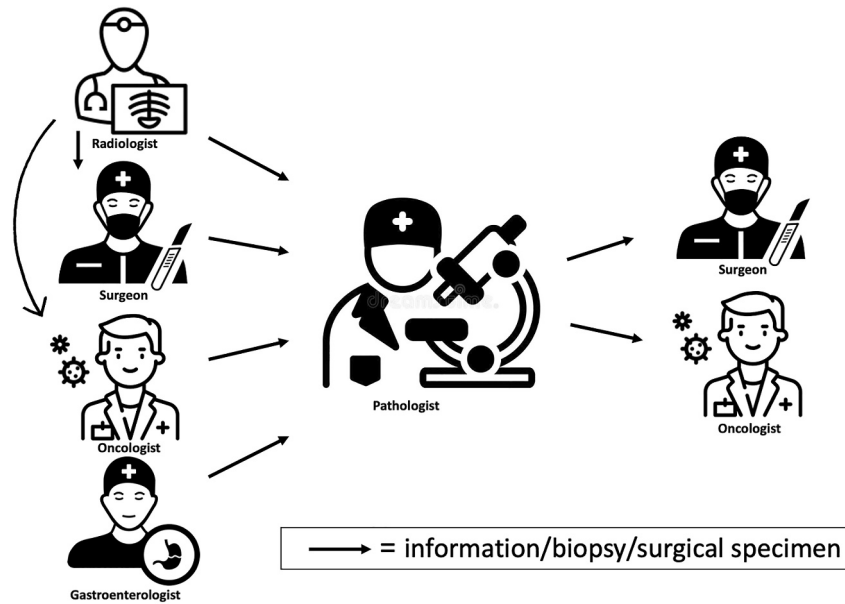 Radiologist
Surgeon
Oncologist
Gastroenterologist
Pathologist
Surgeon
Oncologist
= information/biopsy/surgical specimen